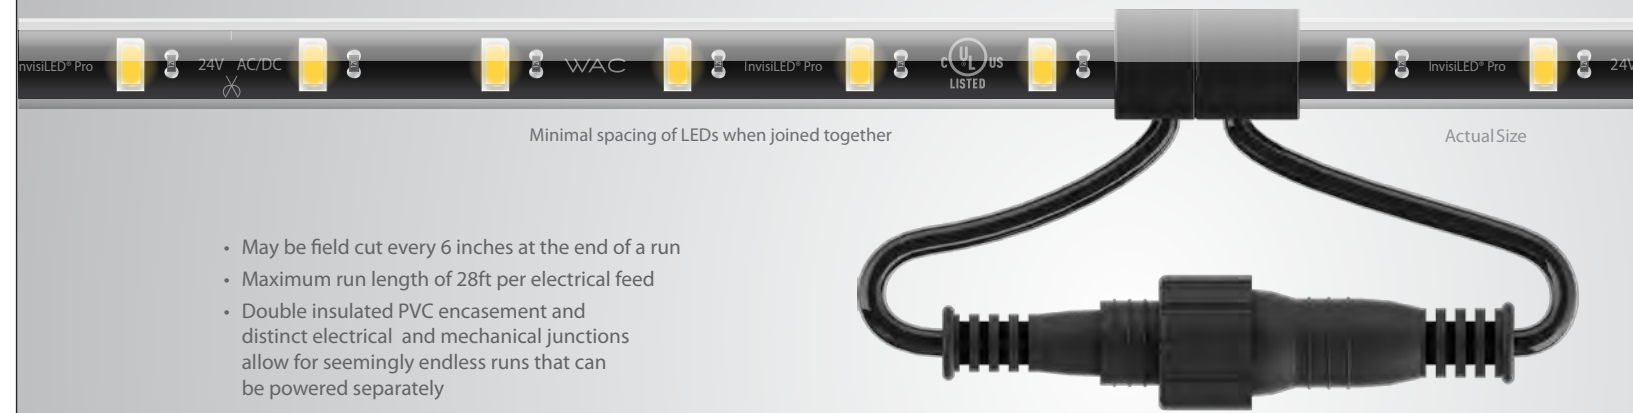 nvisiLED® Pro 24V AC/DC WAC InvisiLED® Pro C UL US InvisiLED® Pro 24V
LISTED
Minimal spacing of LEDs when joined together
Actual Size
• May be field cut every 6 inches at the end of a run
• Maximum run length of 28ft per electrical feed
• Double insulated PVC encasement and
distinct electrical and mechanical junctions
allow for seemingly endless runs that can
be powered separately